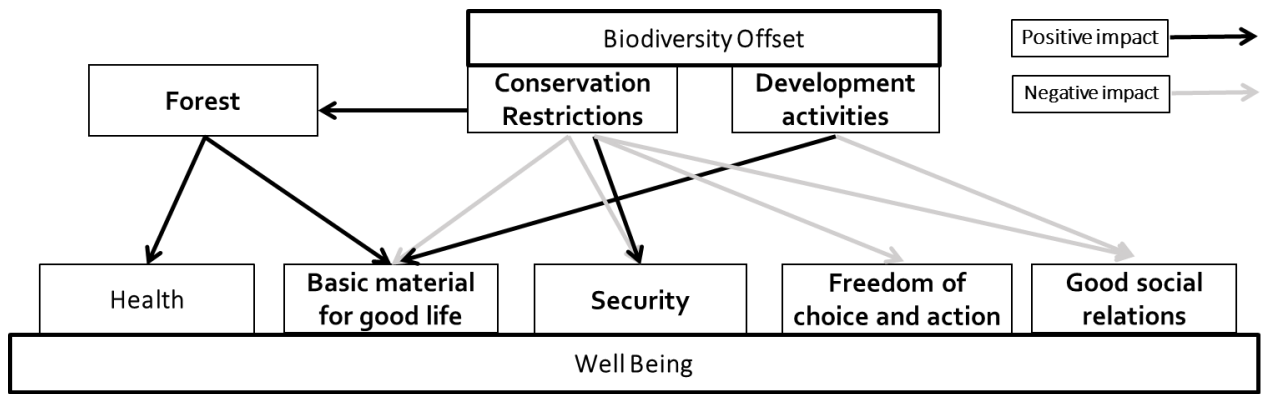 Biodiversity Offset
Positive impact
Forest
Conservation
Restrictions
Development
activities
Negative impact
Health
Basic material
for good life
Security
Freedom of
choice and action
Good social
relations
Well Being